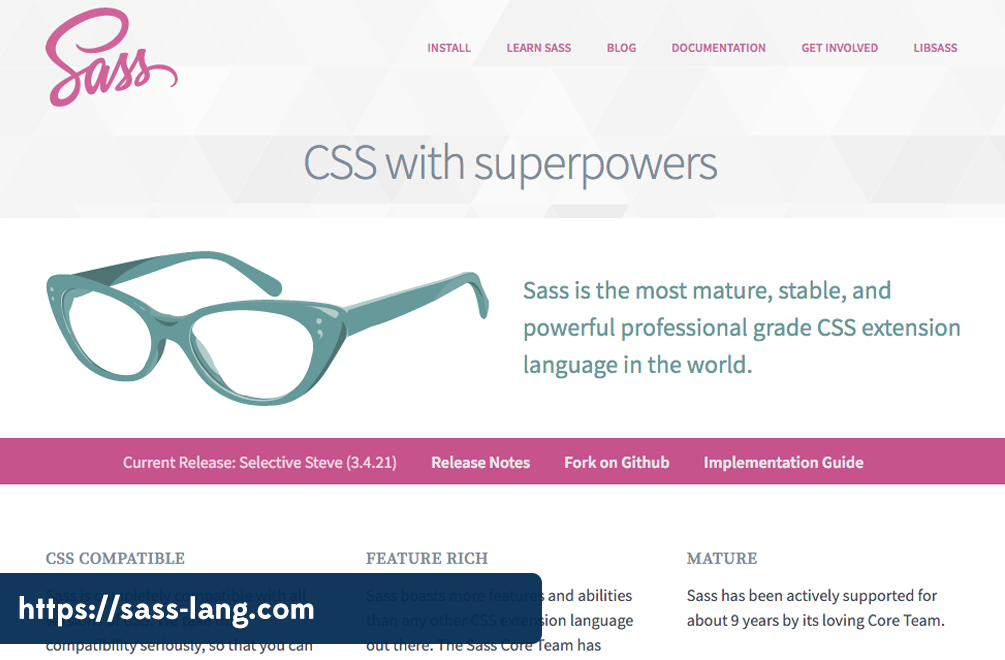 Sass
INSTALL
LEARN SASS
BLOG
DOCUMENTATION
GET INVOLVED
LIBSASS
CSS with superpowers
Sass is the most mature, stable, and
powerful professional grade CSS extension
language in the world.
Current Release: Selective Steve (3.4.21)
Release Notes
Fork on Github
Implementation Guide
CSS COMPATIBLE
Sass is completely compatible with all
compatibility seriously, so that you can
FEATURE RICH
Sass boasts more features and abilities
than any other CSS extension language
out there. The Sass Core Team has
MATURE
Sass has been actively supported for
about 9 years by its loving Core Team.
https://sass-lang.com